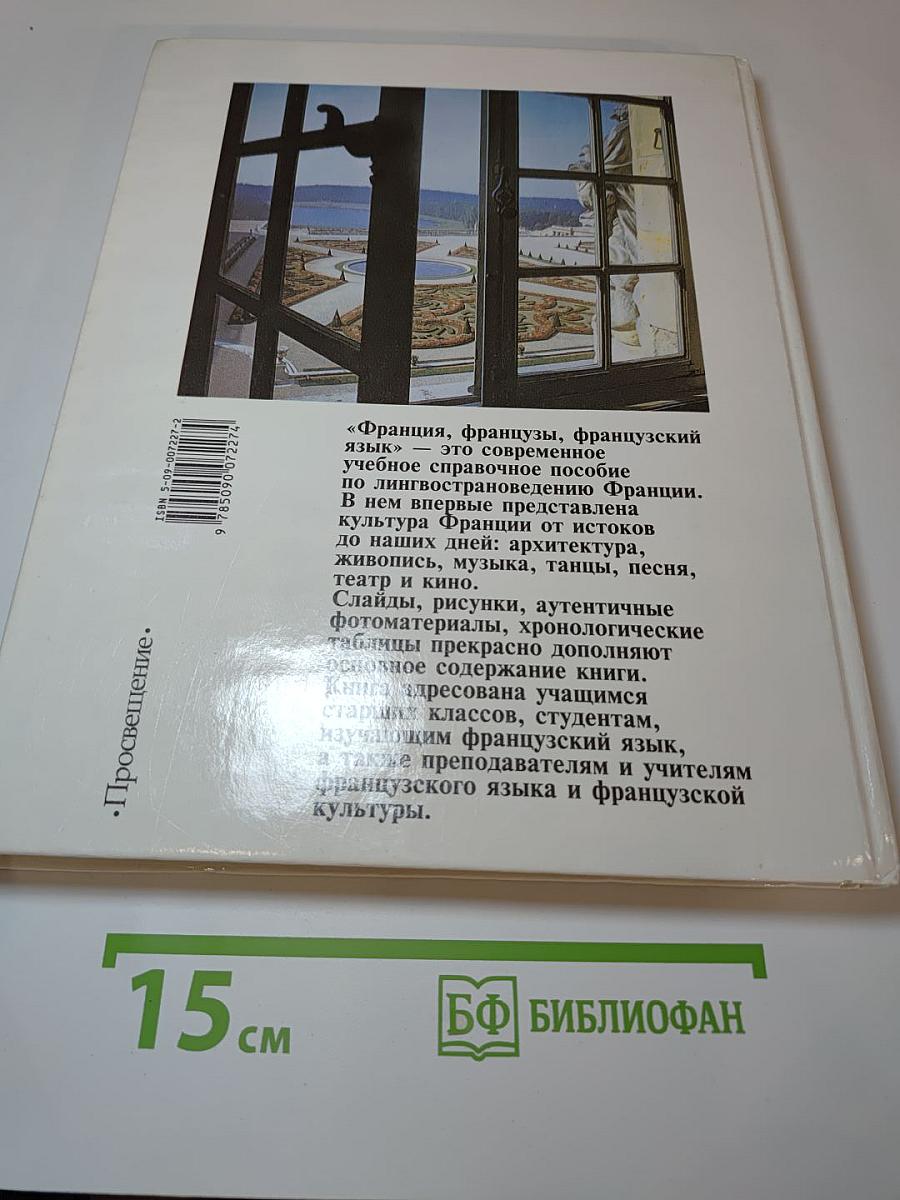 «Франция, французы, французский
язык» — это современное
учебное справочное пособие
по лингвострановедению Франции.
В нем впервые представлена
культура Франции от истоков
до наших дней: архитектура,
живопись, музыка, танцы, песня,
театр и кино.
Слайды, рисунки, аутентичные
фотоматериалы, хронологические
таблицы прекрасно дополняют
основное содержание книги.
Книга адресована учащимся
старших классов, студентам,
изучающим французский язык,
а также преподавателям и учителям
французского языка и французской
культуры.
ISBN 5-09-007227-2
9 785090 072274
•Просвещение•
15 см
БФ БИБЛИОФАН